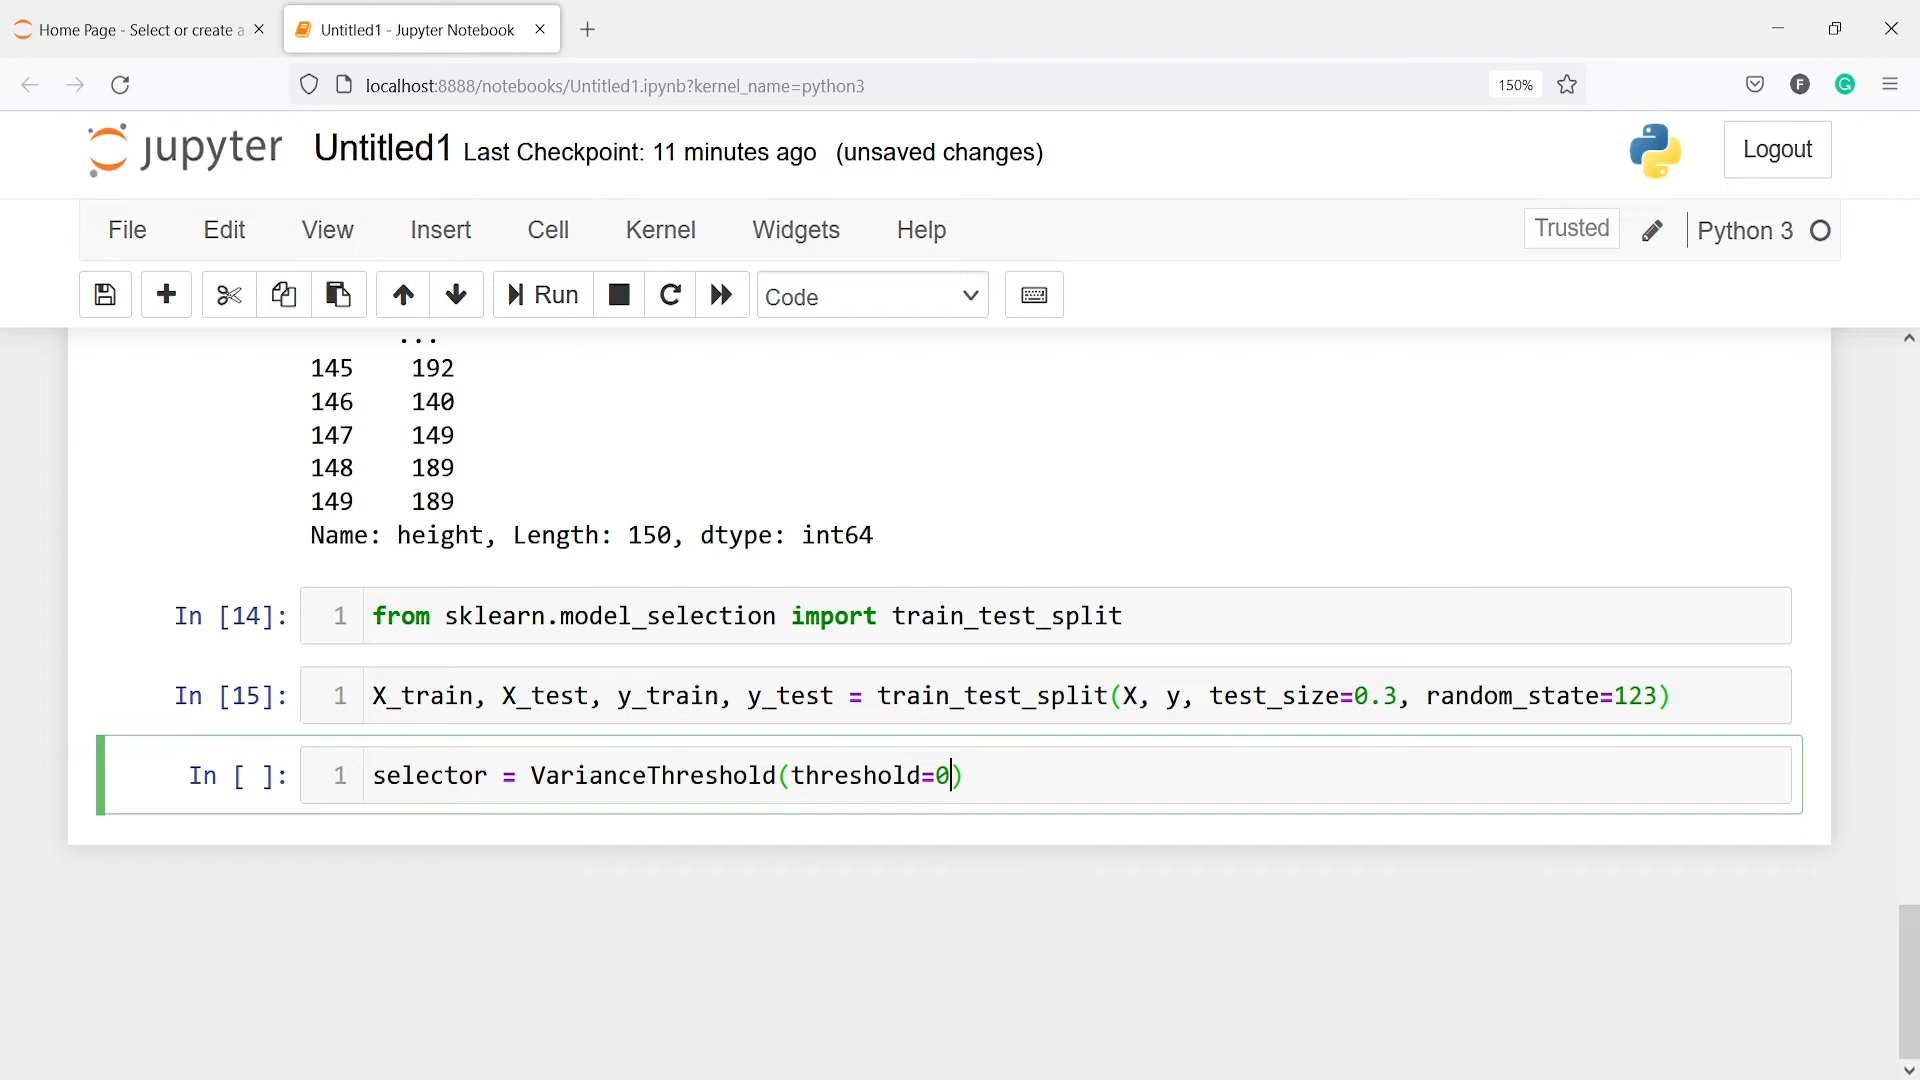 Home Page - Select or create a
Untitled1 - Jupyter Notebook
localhost:8888/notebooks/Untitled1.ipynb?kernel_name=python3
150%
F
G
jupyter Untitled1 Last Checkpoint: 11 minutes ago (unsaved changes)
Logout
File Edit View Insert Cell Kernel Widgets Help
Trusted
Python 3
Run
Code
...
145 192
146 140
147 149
148 189
149 189
Name: height, Length: 150, dtype: int64
In [14]: 1 from sklearn.model_selection import train_test_split
In [15]: 1 X_train, X_test, y_train, y_test = train_test_split(X, y, test_size=0.3, random_state=123)
In [ ]: 1 selector = VarianceThreshold(threshold=0)